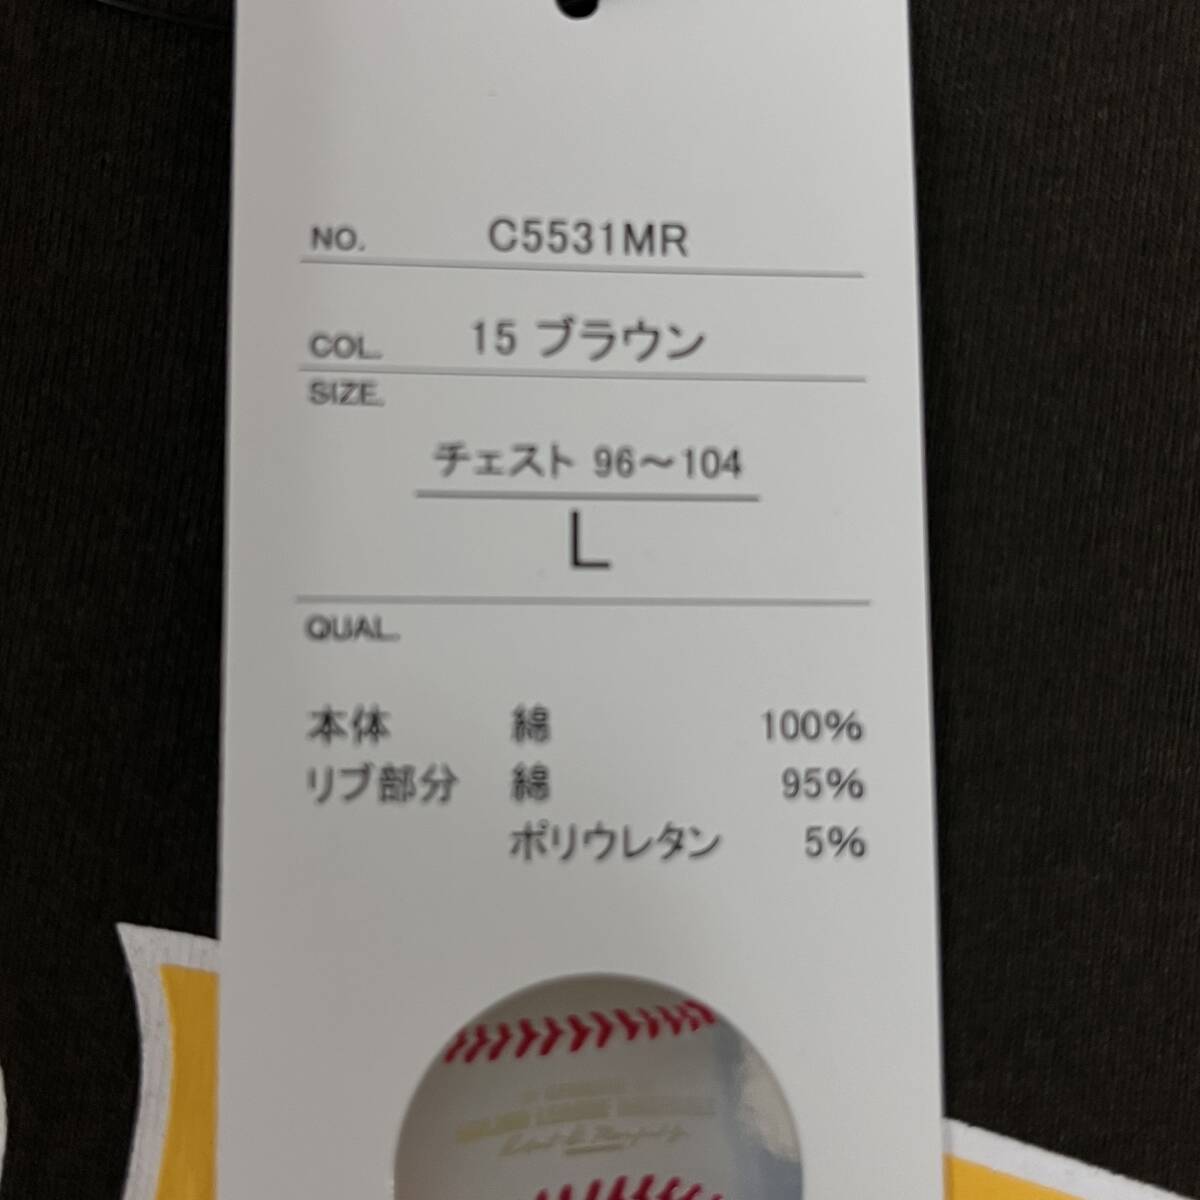 NO. C5531MR
COL. 15 ブラウン
SIZE.
チェスト 96～104
L
QUAL.
本体 綿 100%
リブ部分 綿 95%
ポリウレタン 5%